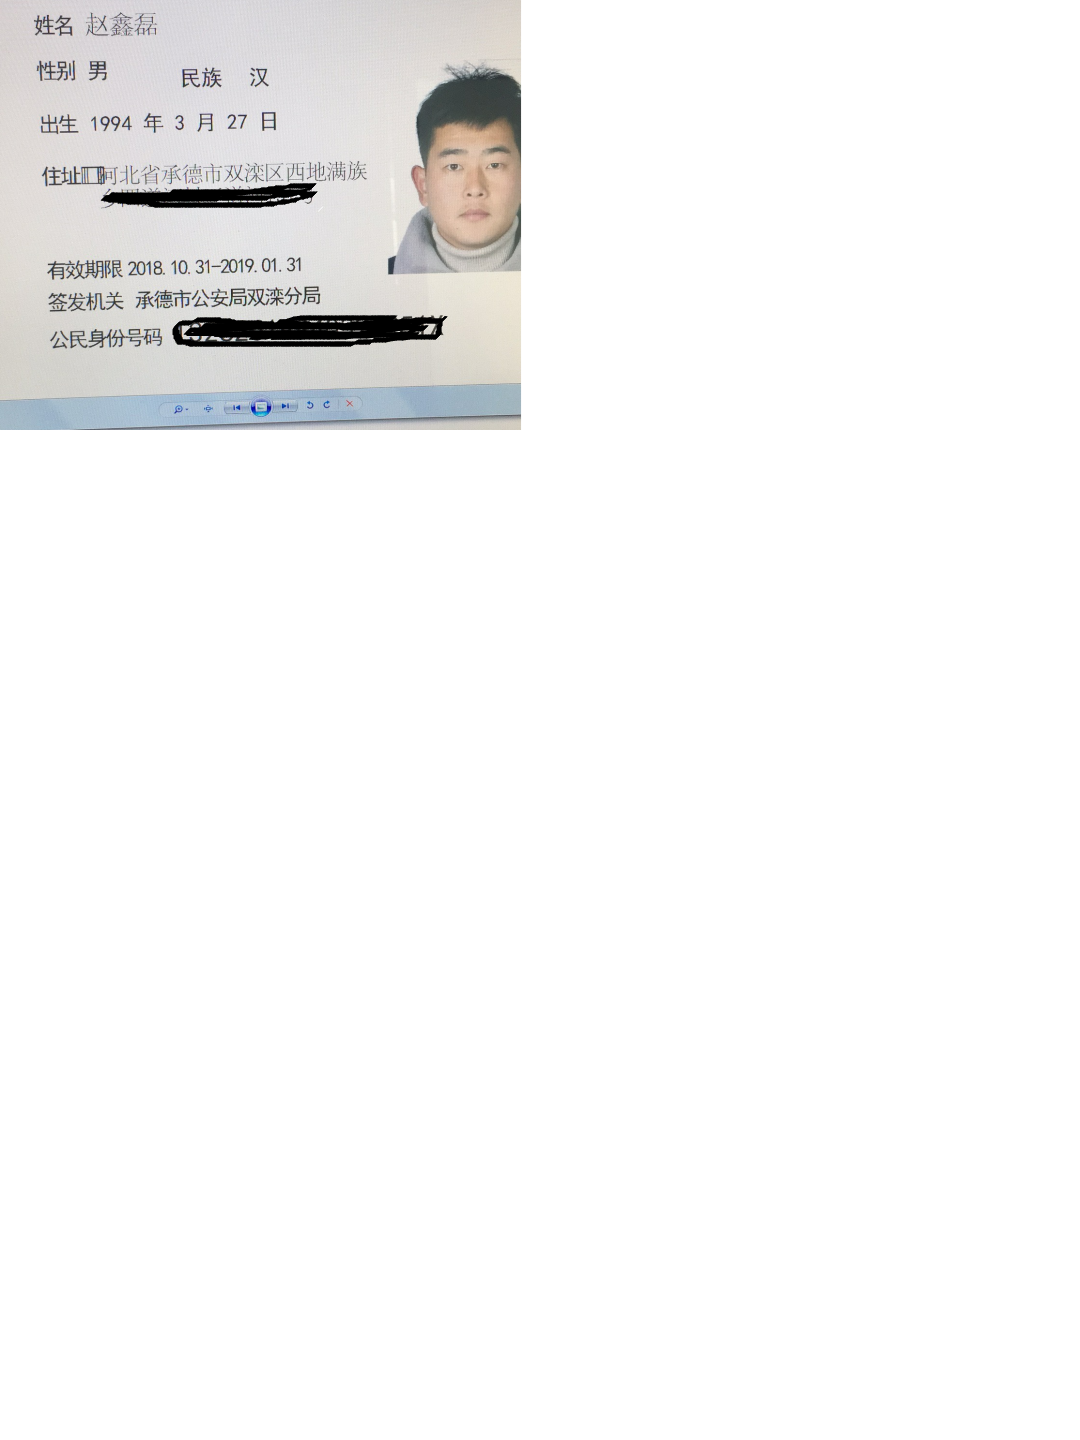 姓名 赵鑫磊
性别 男 民族 汉
出生 1994 年 3 月 27 日
住址 河北省承德市双滦区西地满族
有效期限 2018.10.31-2019.01.31
签发机关 承德市公安局双滦分局
公民身份号码